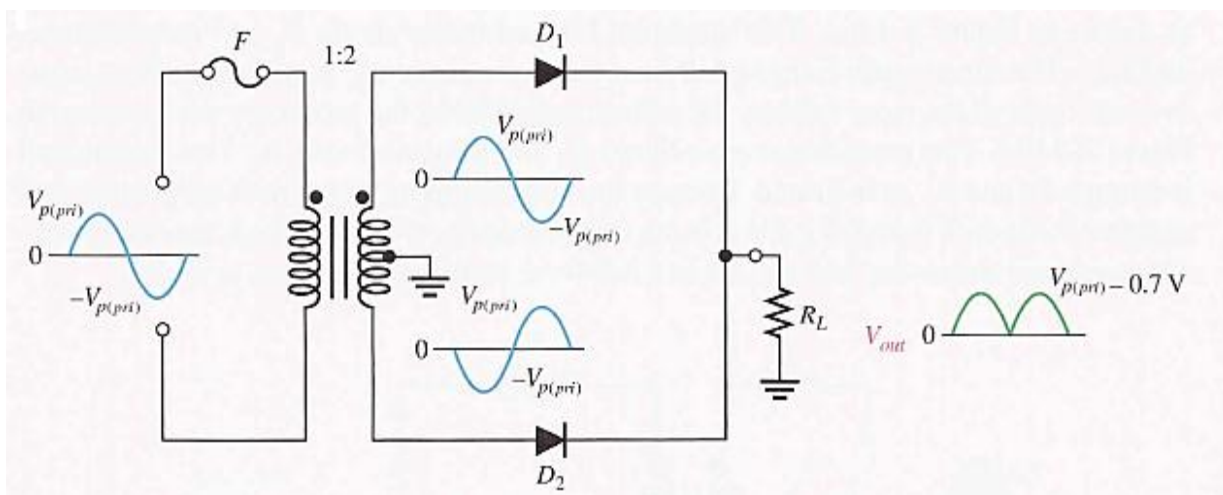 F
1:2
D1
Vp(pri)
0
−Vp(pri)
Vp(pri)
0
−Vp(pri)
Vp(pri)
0
−Vp(pri)
RL
Vout
0
Vp(pri) − 0.7 V
D2